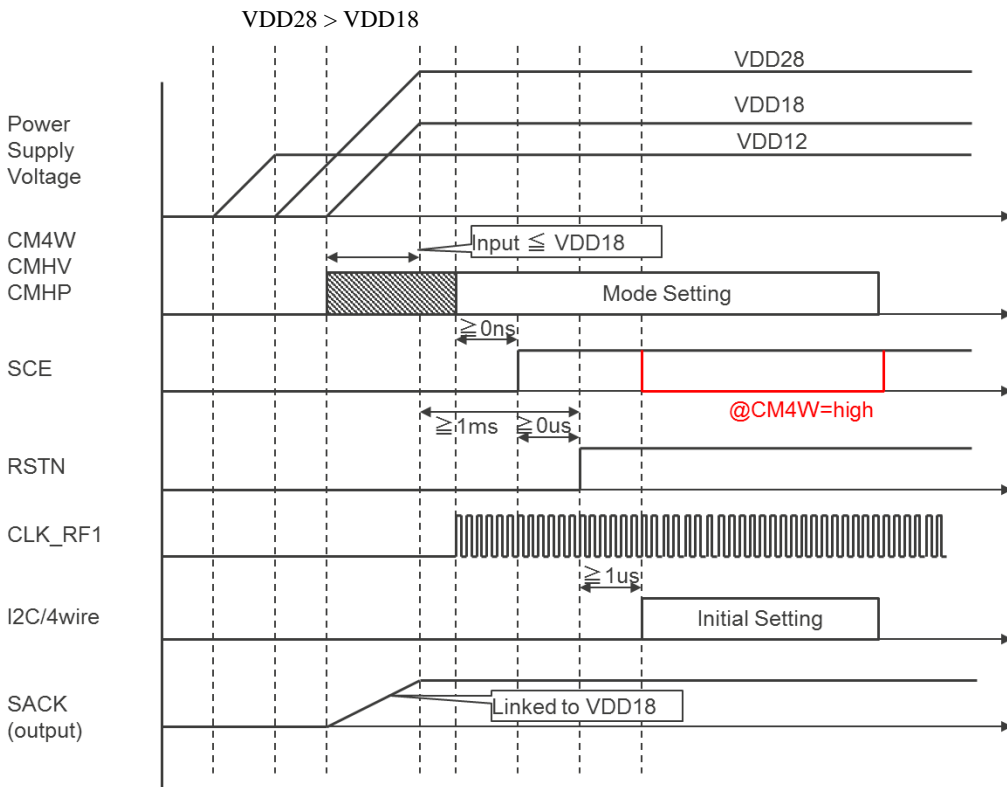 VDD28 > VDD18
VDD28
VDD18
VDD12
Power
Supply
Voltage
CM4W
CMHV
CMHP
Input ≦ VDD18
Mode Setting
≧0ns
SCE
@CM4W=high
≧1ms
≧0us
RSTN
CLK_RF1
≧1us
I2C/4wire
Initial Setting
SACK
(output)
Linked to VDD18